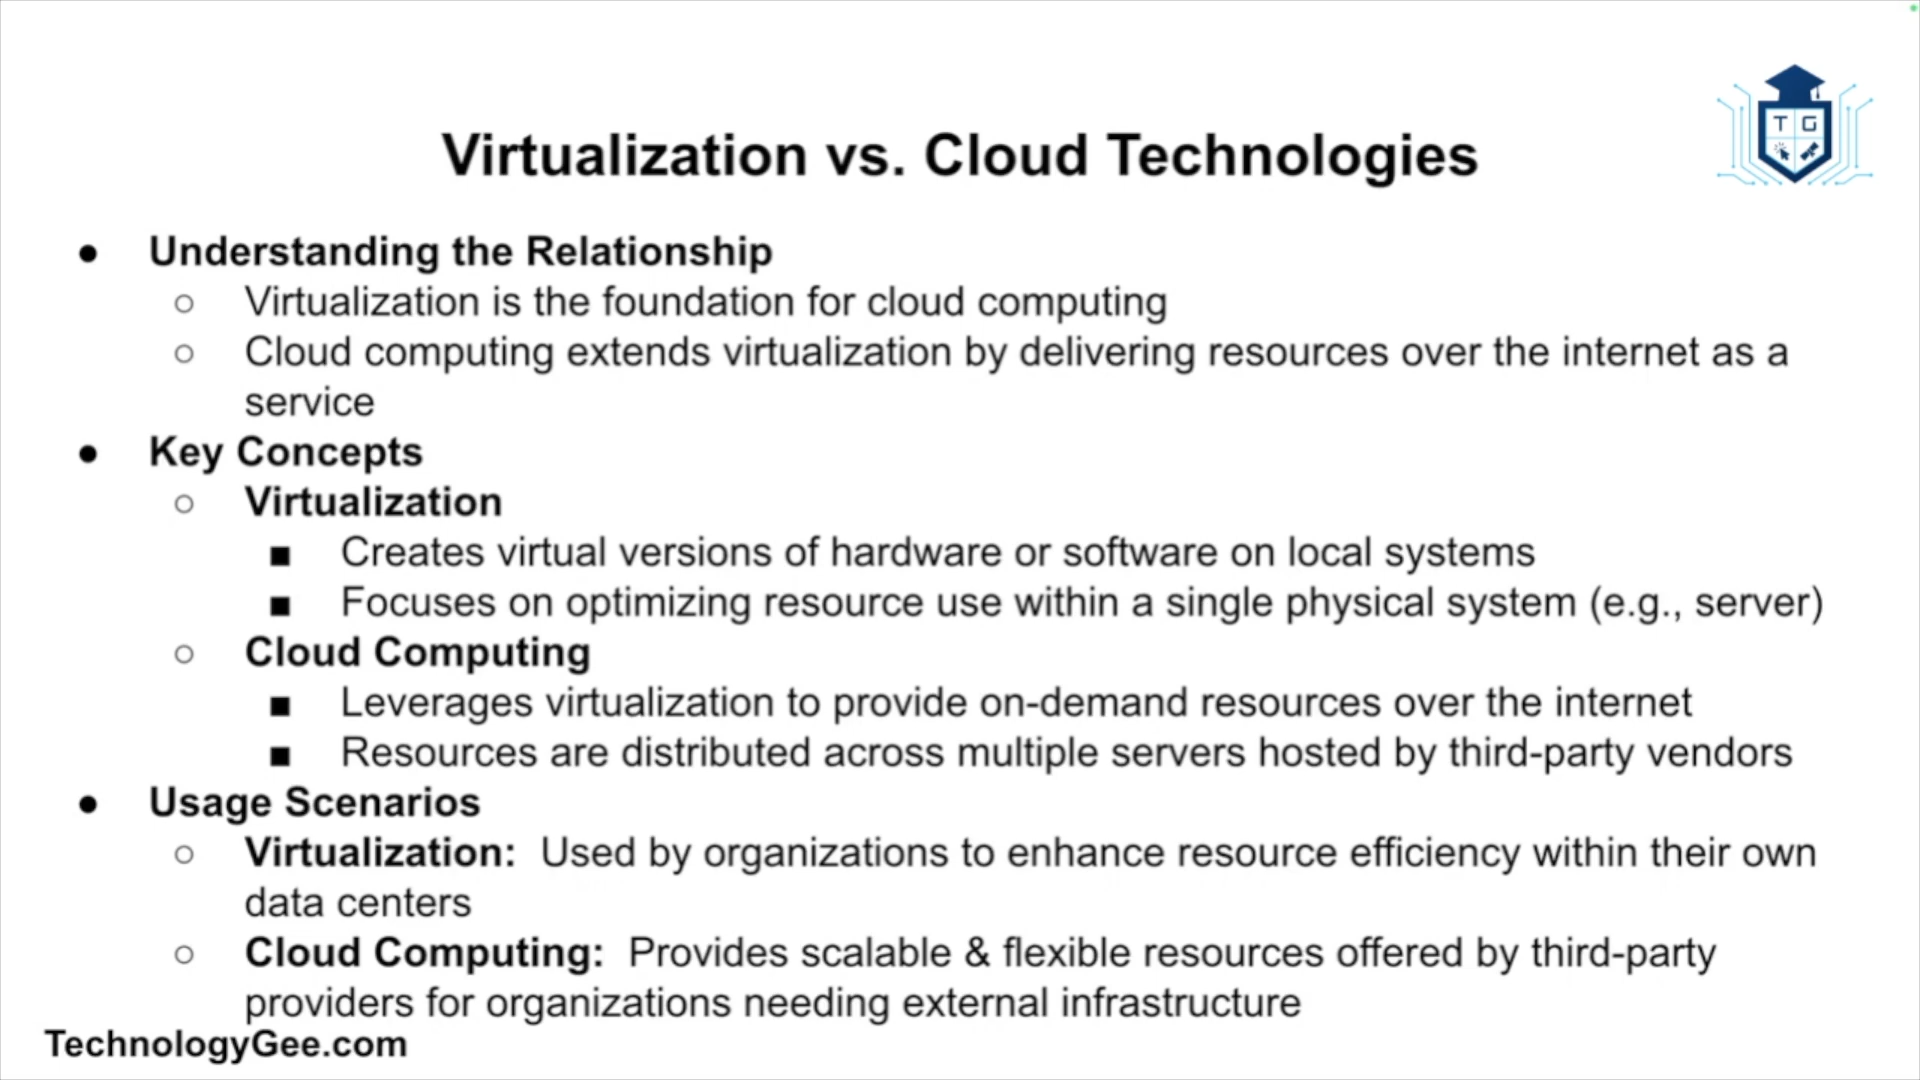 Virtualization vs. Cloud Technologies
T G
● Understanding the Relationship
○ Virtualization is the foundation for cloud computing
○ Cloud computing extends virtualization by delivering resources over the internet as a
service
● Key Concepts
○ Virtualization
■ Creates virtual versions of hardware or software on local systems
■ Focuses on optimizing resource use within a single physical system (e.g., server)
○ Cloud Computing
■ Leverages virtualization to provide on-demand resources over the internet
■ Resources are distributed across multiple servers hosted by third-party vendors
● Usage Scenarios
○ Virtualization: Used by organizations to enhance resource efficiency within their own
data centers
○ Cloud Computing: Provides scalable & flexible resources offered by third-party
providers for organizations needing external infrastructure
TechnologyGee.com